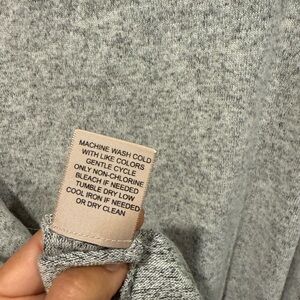 MACHINE WASH COLD
WITH LIKE COLORS
GENTLE CYCLE
ONLY NON-CHLORINE
BLEACH IF NEEDED
TUMBLE DRY LOW
COOL IRON IF NEEDED
OR DRY CLEAN